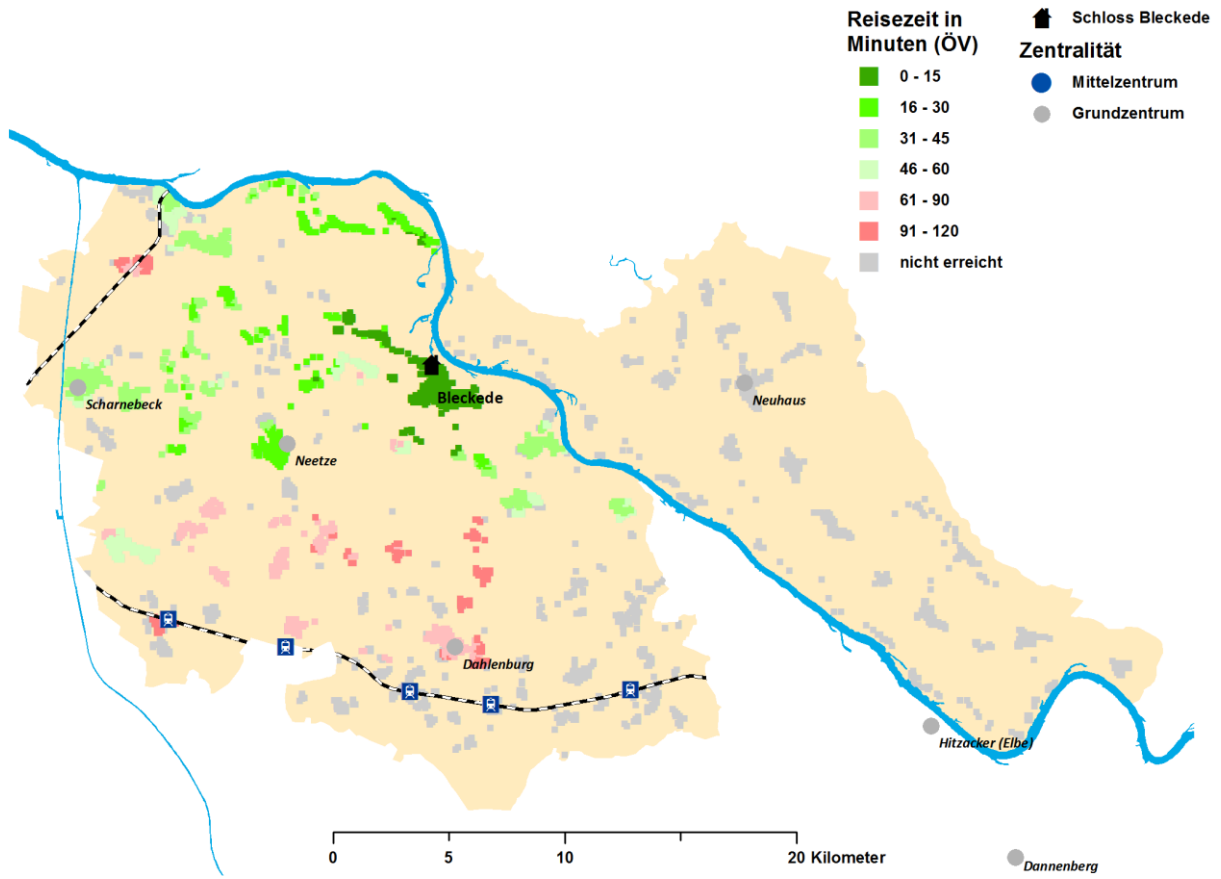 Reisezeit in
Minuten (ÖV)
0 - 15
16 - 30
31 - 45
46 - 60
61 - 90
91 - 120
nicht erreicht
Schloss Bleckede
Zentralität
Mittelzentrum
Grundzentrum
Scharnebeck
Bleckede
Neuhaus
Neetze
Dahlenburg
Hitzacker (Elbe)
0 5 10 20 Kilometer
Dannenberg